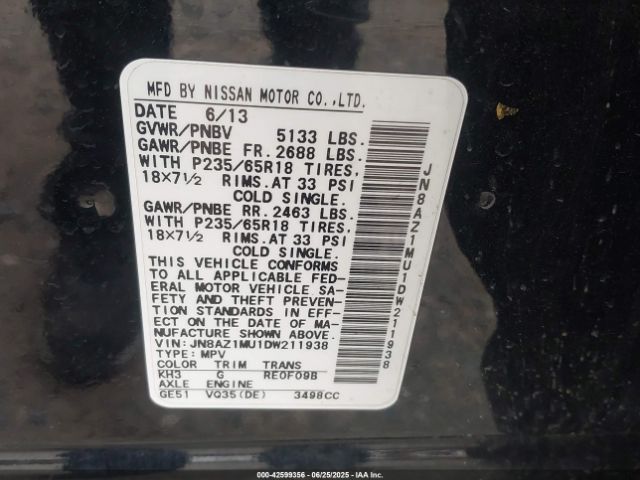 MFD BY NISSAN MOTOR CO.,LTD.
DATE 6/13
GVWR/PNBV 5133 LBS.
GAWR/PNBE FR. 2688 LBS.
WITH P235/65R18 TIRES.
18×7½ RIMS. AT 33 PSI
COLD SINGLE.
GAWR/PNBE RR. 2463 LBS.
WITH P235/65R18 TIRES.
18×7½ RIMS. AT 33 PSI
COLD SINGLE.
THIS VEHICLE CONFORMS
TO ALL APPLICABLE FED-
ERAL MOTOR VEHICLE SA-
FETY AND THEFT PREVEN-
TION STANDARDS IN EFF-
ECT ON THE DATE OF MA-
NUFACTURE SHOWN ABOVE.
VIN: JN8AZ1MU1DW211938
TYPE: MPV
COLOR TRIM TRANS
KH3 G RE0F09B
AXLE ENGINE
GE51 VQ35(DE) 3498CC
JN8AZ1MU1DW211938
000-42599356 - 06/25/2025 - IAA Inc.